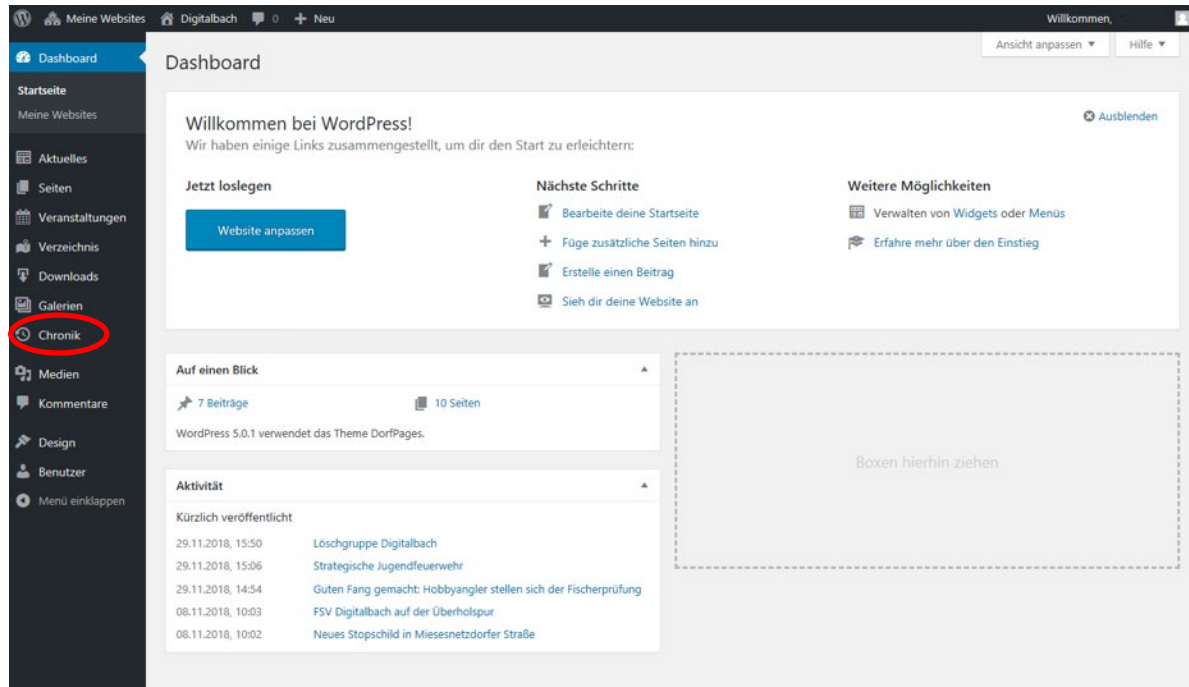 Meine Websites Digitalbach 0 Neu Willkommen,
Ansicht anpassen Hilfe
Dashboard
Startseite
Meine Websites
Aktuelles
Seiten
Veranstaltungen
Verzeichnis
Downloads
Galerien
Chronik
Medien
Kommentare
Design
Benutzer
Menü einklappen
Dashboard
Willkommen bei WordPress!
Wir haben einige Links zusammengestellt, um dir den Start zu erleichtern:
Ausblenden
Jetzt loslegen
Website anpassen
Nächste Schritte
Bearbeite deine Startseite
Füge zusätzliche Seiten hinzu
Erstelle einen Beitrag
Sieh dir deine Website an
Weitere Möglichkeiten
Verwalten von Widgets oder Menüs
Erfahre mehr über den Einstieg
Auf einen Blick
7 Beiträge 10 Seiten
WordPress 5.0.1 verwendet das Theme DorfPages.
Aktivität
Kürzlich veröffentlicht
29.11.2018, 15:50 Löschgruppe Digitalbach
29.11.2018, 15:06 Strategische Jugendfeuerwehr
29.11.2018, 14:54 Guten Fang gemacht: Hobbyangler stellen sich der Fischerprüfung
08.11.2018, 10:03 FSV Digitalbach auf der Überholspur
08.11.2018, 10:02 Neues Stopschild in Miesesnetzdorfer Straße
Boxen hierhin ziehen